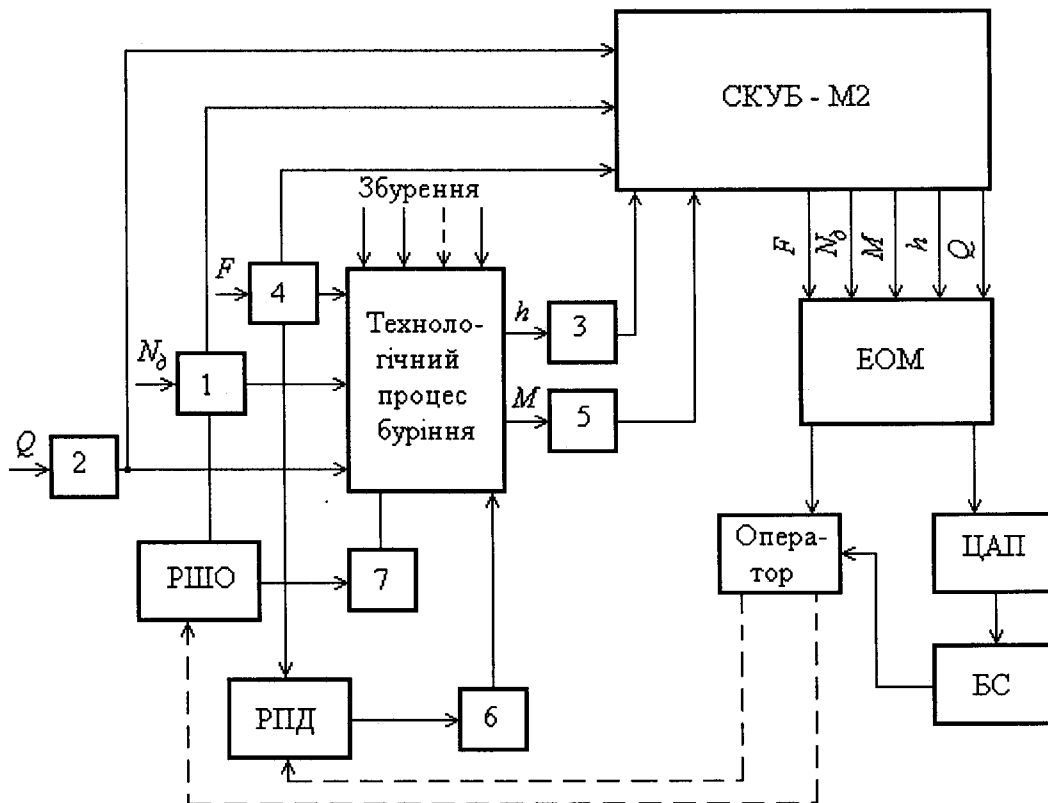 СКУБ - М2
Збурення
F
N∂
M
h
Q
F
4
Техноло-
гічний
процес
буріння
h
3
ЕОМ
N∂
1
M
5
Q
2
Опера-
тор
ЦАП
РШО
7
БС
РПД
6